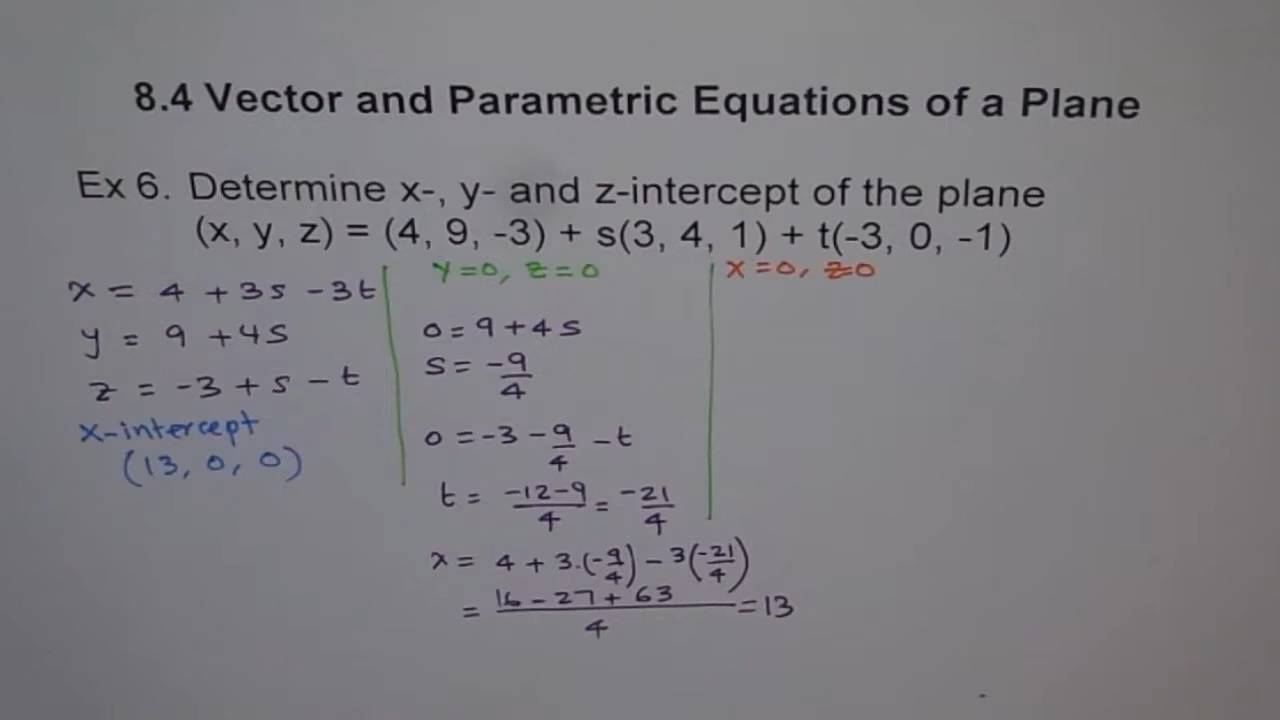 8.4 Vector and Parametric Equations of a Plane
Ex 6. Determine x-, y- and z-intercept of the plane
(x, y, z) = (4, 9, -3) + s(3, 4, 1) + t(-3, 0, -1)
x = 4 + 3s - 3t
y = 9 + 4s
z = -3 + s - t
x-intercept
(13, 0, 0)
y=0, z=0
0 = 9 + 4s
s = -9/4
0 = -3 - 9/4 - t
t = (-12-9)/4 = -21/4
x = 4 + 3.(-9/4) - 3(-21/4)
= (16 - 27 + 63)/4 = 13
x=0, z=0